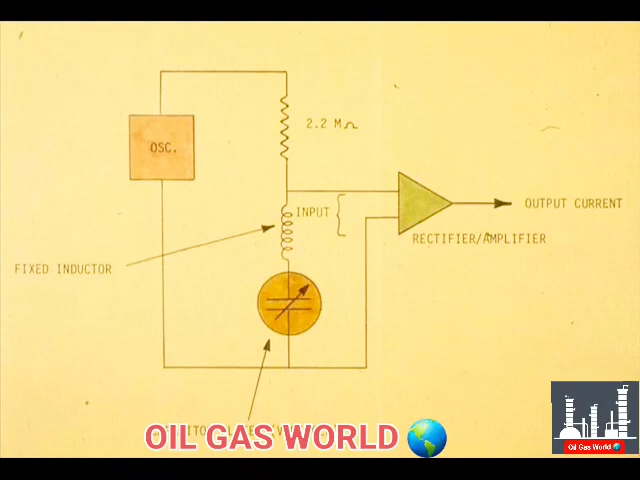 2.2 MΩ
OSC.
INPUT
OUTPUT CURRENT
RECTIFIER/AMPLIFIER
FIXED INDUCTOR
OIL GAS WORLD
Oil Gas World